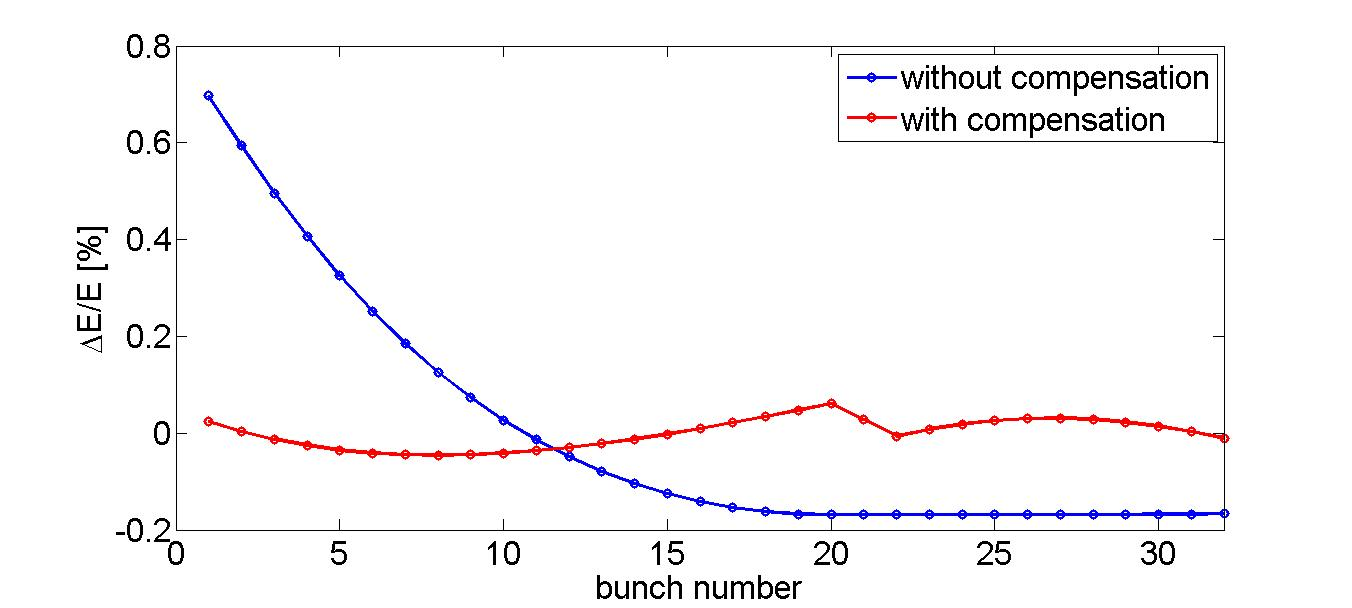 0.8
0.6
0.4
0.2
0
-0.2
ΔE/E [%]
without compensation
with compensation
0 5 10 15 20 25 30
bunch number